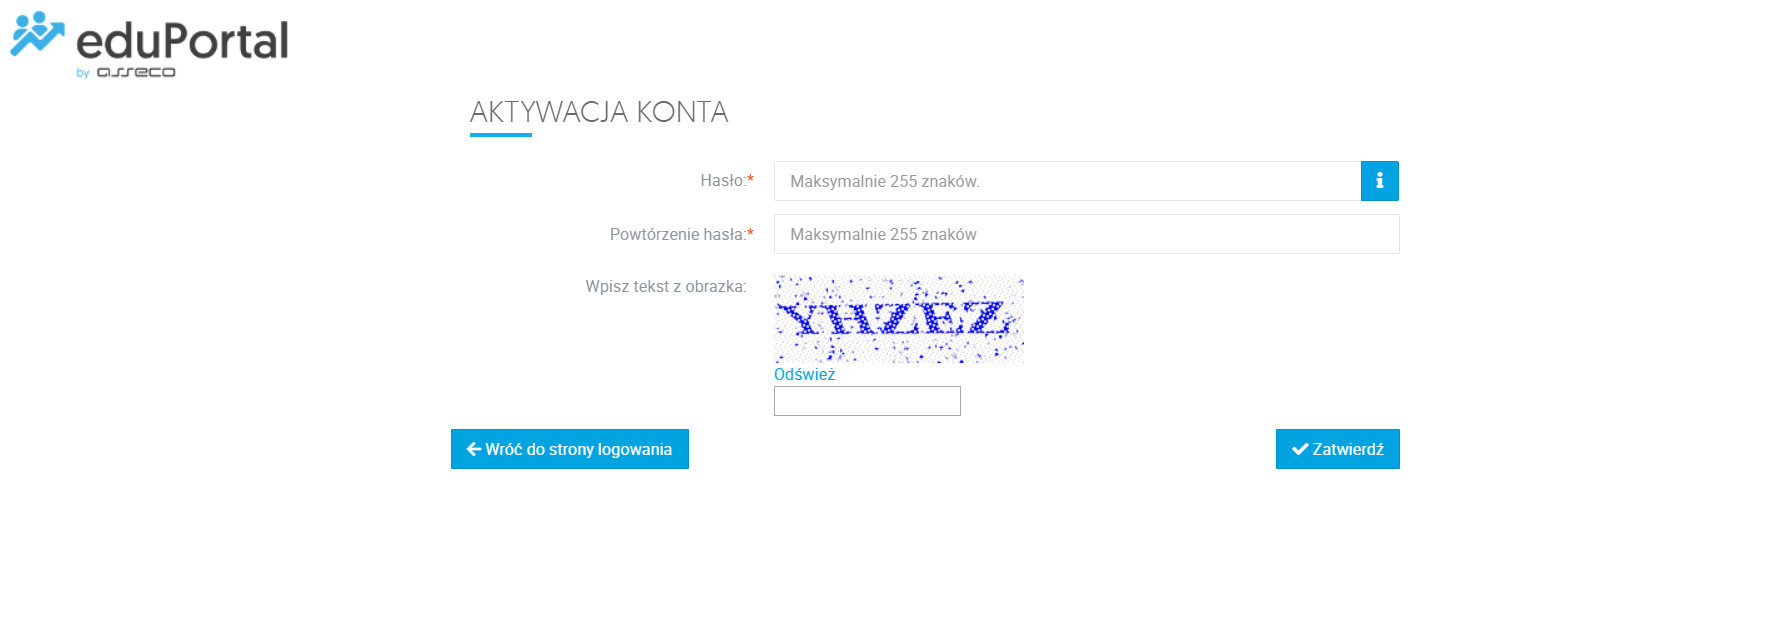 eduPortal
by asseco
AKTYWACJA KONTA
Hasło:* Maksymalnie 255 znaków.
Powtórzenie hasła:* Maksymalnie 255 znaków
Wpisz tekst z obrazka:
YHZEZ
Odśwież
Wróć do strony logowania
Zatwierdź